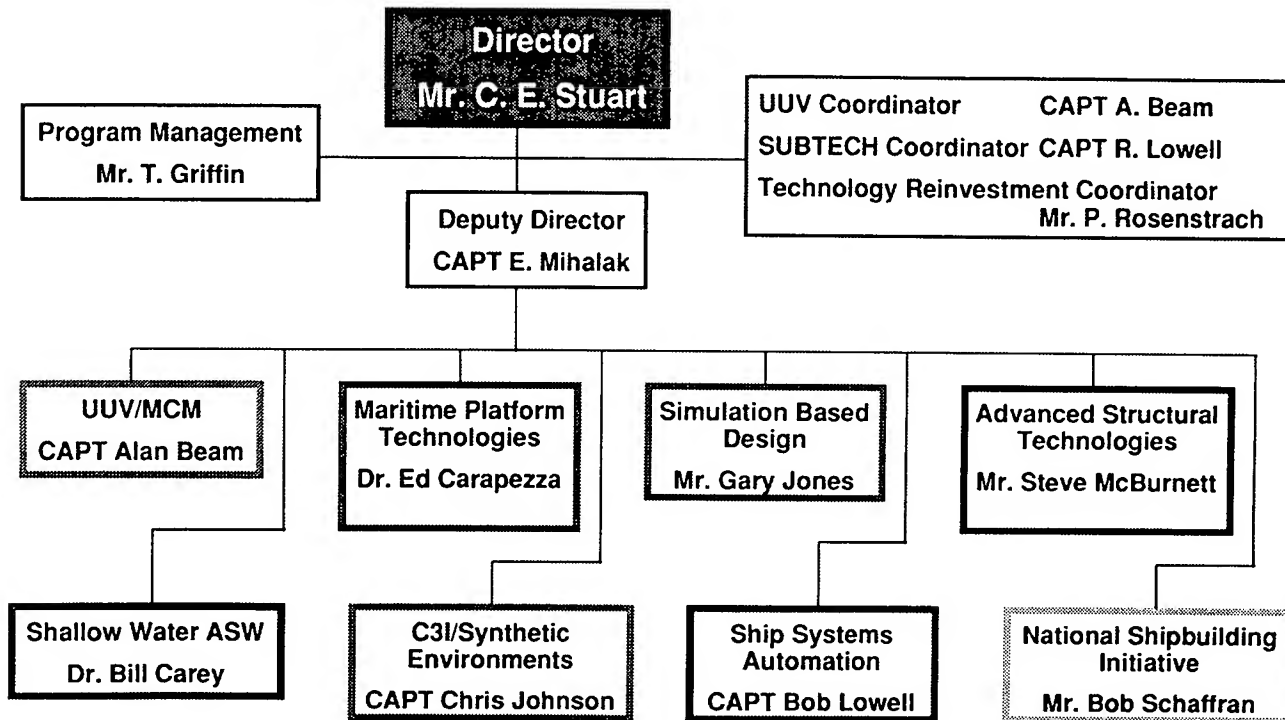 Director
Mr. C. E. Stuart
Program Management
Mr. T. Griffin
UUV Coordinator CAPT A. Beam
SUBTECH Coordinator CAPT R. Lowell
Technology Reinvestment Coordinator
Mr. P. Rosenstrach
Deputy Director
CAPT E. Mihalak
UUV/MCM
CAPT Alan Beam
Maritime Platform
Technologies
Dr. Ed Carapezza
Simulation Based
Design
Mr. Gary Jones
Advanced Structural
Technologies
Mr. Steve McBurnett
Shallow Water ASW
Dr. Bill Carey
C3I/Synthetic
Environments
CAPT Chris Johnson
Ship Systems
Automation
CAPT Bob Lowell
National Shipbuilding
Initiative
Mr. Bob Schaffran